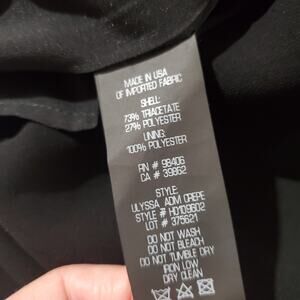 MADE IN USA
OF IMPORTED FABRIC
SHELL:
73% TRIACETATE
27% POLYESTER
LINING:
100% POLYESTER
RN # 98406
CA # 39862
STYLE:
ULYSSA_ADM CREPE
STYLE # H0109602
LOT # 375621
DO NOT WASH
DO NOT BLEACH
DO NOT TUMBLE DRY
IRON LOW
DRY CLEAN